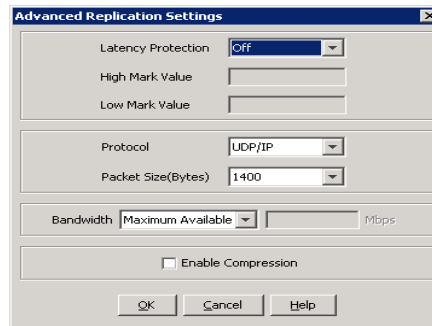 Advanced Replication Settings
Latency Protection Off
High Mark Value
Low Mark Value
Protocol UDP/IP
Packet Size(Bytes) 1400
Bandwidth Maximum Available Mbps
Enable Compression
OK Cancel Help